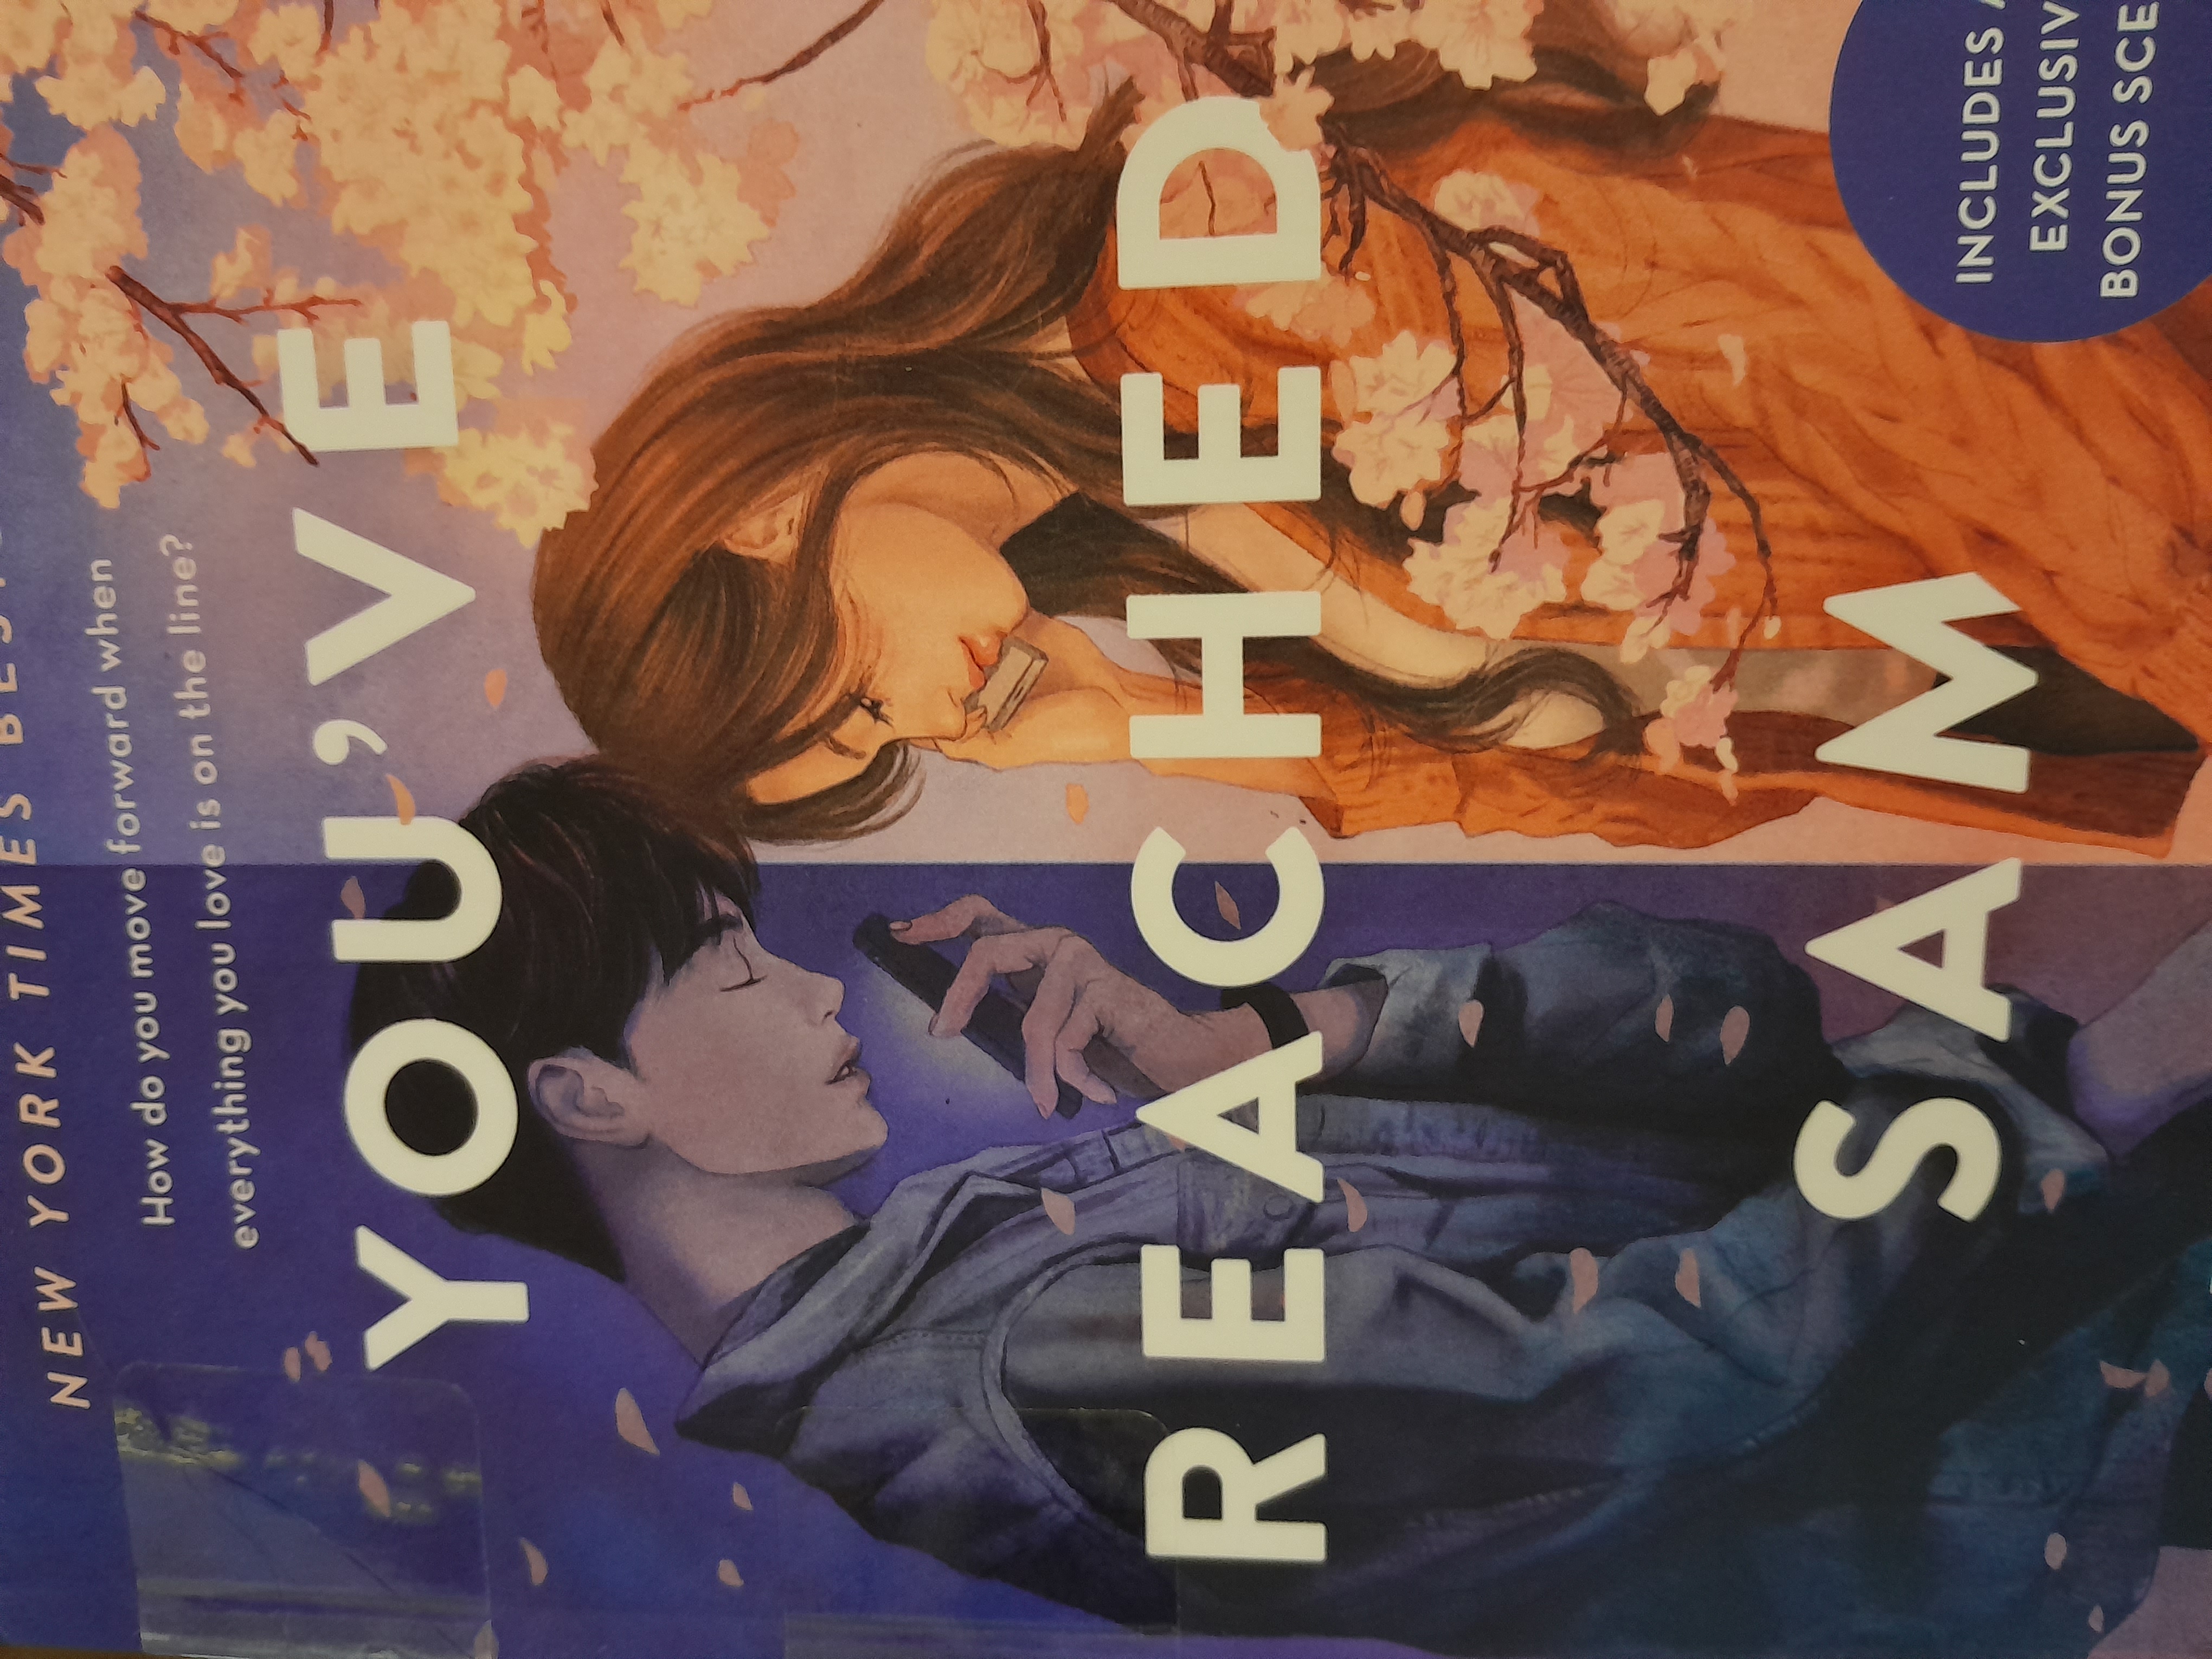 NEW YORK TIMES
How do you move forward when
everything you love is on the line?
YOU'VE
REACHED
SAM
INCLUDES
EXCLUSIV
BONUS SCE